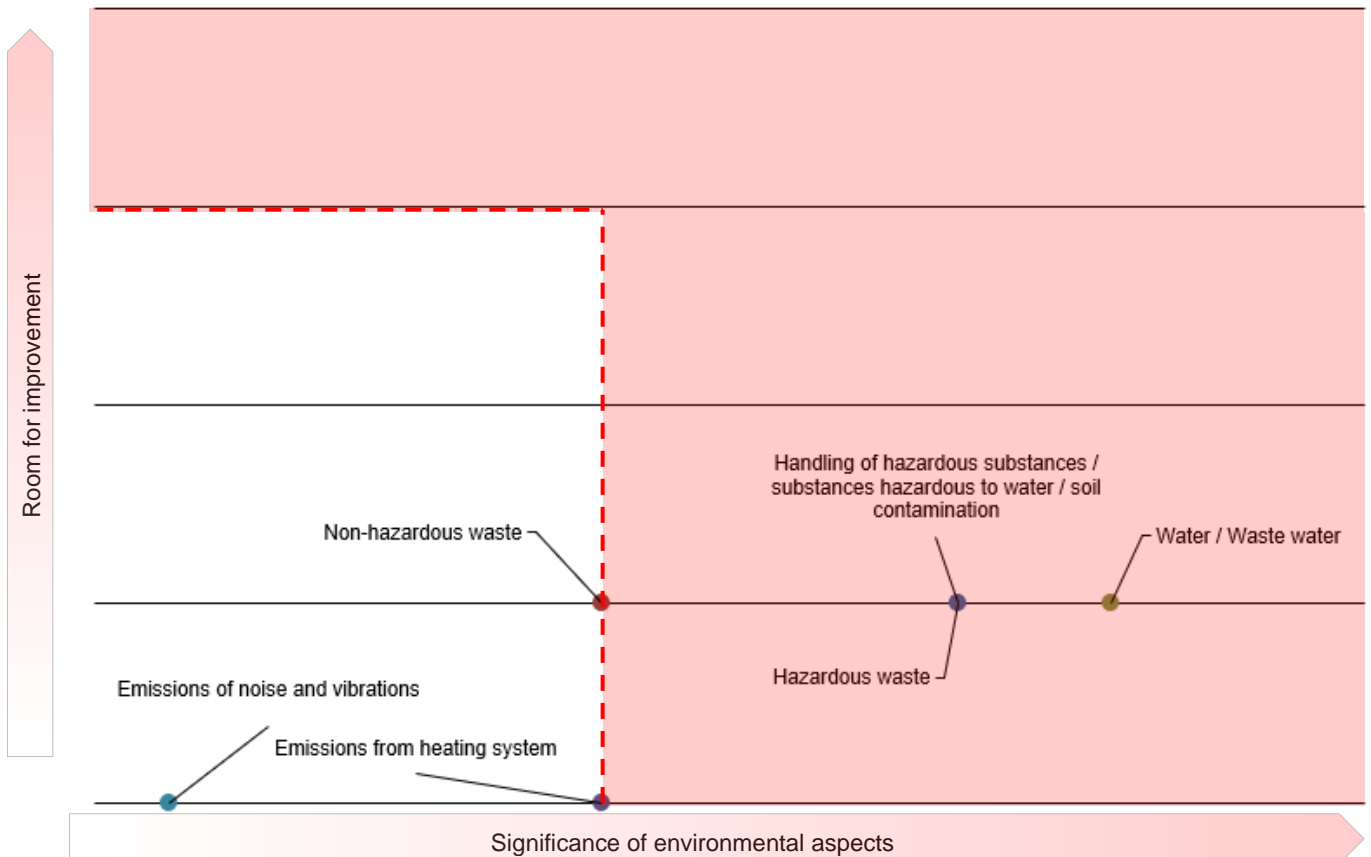 Room for improvement
Handling of hazardous substances /
substances hazardous to water / soil
contamination
Non-hazardous waste
Water / Waste water
Hazardous waste
Emissions of noise and vibrations
Emissions from heating system
Significance of environmental aspects